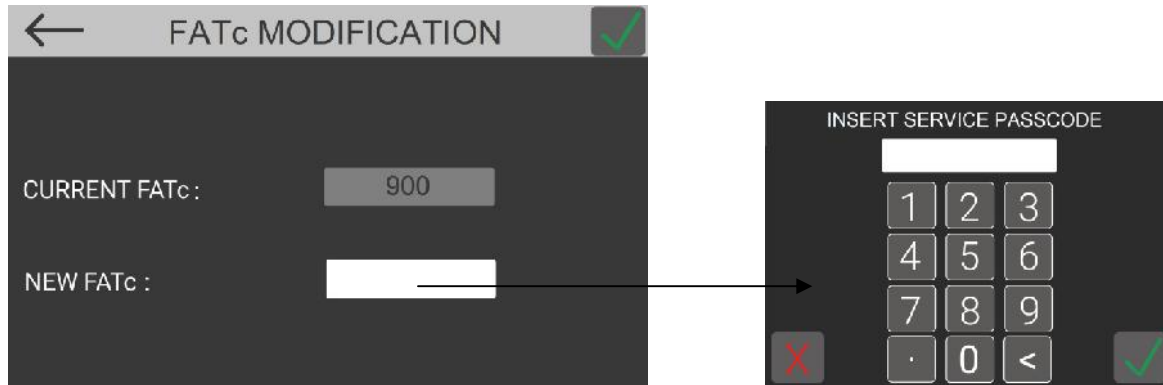 FATc MODIFICATION
CURRENT FATc :
900
NEW FATc :
INSERT SERVICE PASSCODE
1 2 3
4 5 6
7 8 9
· 0 <
X